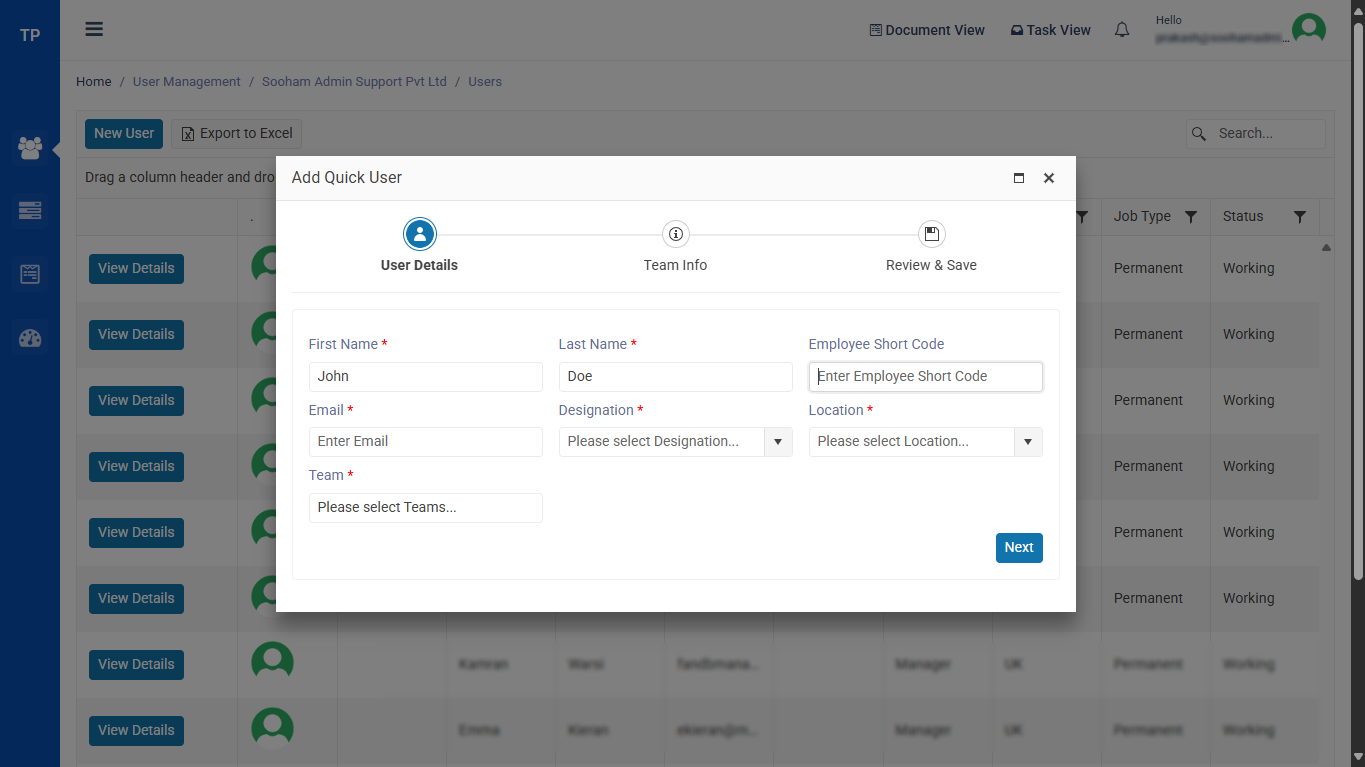 TP
Document View
Task View
Hello
Home / User Management / Sooham Admin Support Pvt Ltd / Users
New User
Export to Excel
Search...
Drag a column header and dro
Add Quick User
.
Job Type
Status
User Details
Team Info
Review & Save
View Details
Permanent
Working
View Details
Permanent
Working
First Name *
Last Name *
Employee Short Code
John
Doe
Enter Employee Short Code
View Details
Permanent
Working
Email *
Designation *
Location *
Enter Email
Please select Designation...
Please select Location...
View Details
Permanent
Working
Team *
Please select Teams...
View Details
Permanent
Working
Next
View Details
Permanent
Working
View Details
Kamran
Warsi
Manager
UK
Permanent
Working
View Details
Emma
Kieran
Manager
UK
Permanent
Working